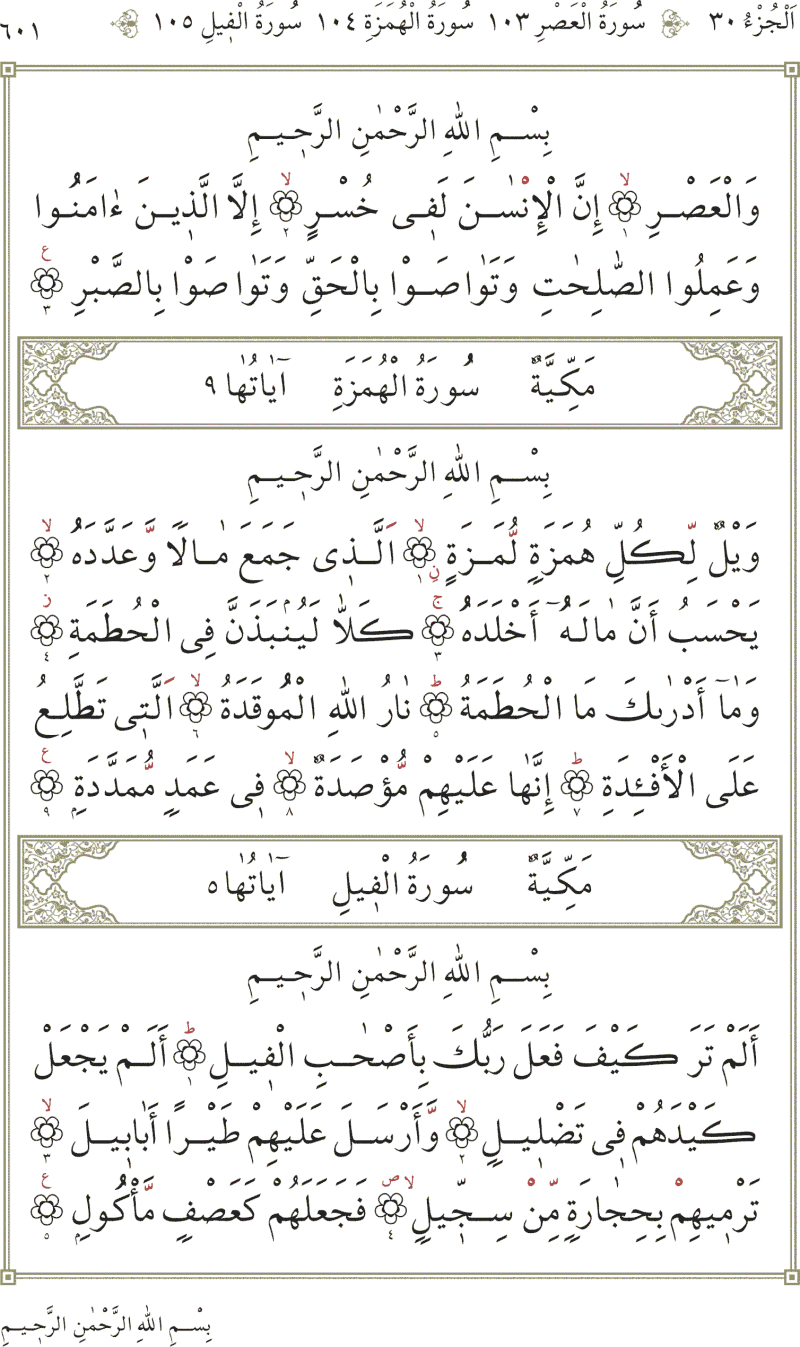 اَلْجُزْءُ ٣٠ سُورَةُ الْعَصْرِ ١٠٣ سُورَةُ الْهُمَزَةِ ١٠٤ سُورَةُ الْفٖيلِ ١٠٥ ٦٠١
بِسْمِ اللّٰهِ الرَّحْمٰنِ الرَّحٖيمِ
وَالْعَصْرِۙ ١ إِنَّ الْإِنْسٰنَ لَفٖى خُسْرٍۙ ٢ إِلَّا الَّذٖينَ ءٰامَنُوا
وَعَمِلُوا الصّٰلِحٰتِ وَتَوٰاصَوْا بِالْحَقِّ وَتَوٰاصَوْا بِالصَّبْرِ ٣ ع
مَكِّيَّةٌ سُورَةُ الْهُمَزَةِ اٰيٰاتُهٰا ٩
بِسْمِ اللّٰهِ الرَّحْمٰنِ الرَّحٖيمِ
وَيْلٌ لِّكُلِّ هُمَزَةٍ لُّمَزَةٍۙ ١ اَلَّذٖى جَمَعَ مٰالًا وَّعَدَّدَهُۙ ٢
يَحْسَبُ أَنَّ مٰالَهُٓ أَخْلَدَهُۚ ٣ كَلّٰا لَيُنْۢبَذَنَّ فِى الْحُطَمَةِ ز ٤
وَمٰٓا أَدْرٰىكَ مَا الْحُطَمَةُؕ ٥ نٰارُ اللّٰهِ الْمُوقَدَةُۙ ٦ اَلَّتٖى تَطَّلِعُ
عَلَى الْأَفْـِٔدَةِؕ ٧ إِنَّهٰا عَلَيْهِمْ مُّؤْصَدَةٌۙ ٨ فٖى عَمَدٍ مُّمَدَّدَةٍ ٩ ع
مَكِّيَّةٌ سُورَةُ الْفٖيلِ اٰيٰاتُهٰا ٥
بِسْمِ اللّٰهِ الرَّحْمٰنِ الرَّحٖيمِ
أَلَمْ تَرَ كَيْفَ فَعَلَ رَبُّكَ بِأَصْحٰبِ الْفٖيلِؕ ١ أَلَمْ يَجْعَلْ
كَيْدَهُمْ فٖى تَضْلٖيلٍۙ ٢ وَّأَرْسَلَ عَلَيْهِمْ طَيْرًا أَبٰابٖيلَۙ ٣
تَرْمٖيهِمْ بِحِجٰارَةٍ مِّنْ سِجّٖيلٍۙ ص ٤ فَجَعَلَهُمْ كَعَصْفٍ مَّأْكُولٍ ٥ ع
بِسْمِ اللّٰهِ الرَّحْمٰنِ الرَّحٖيمِ